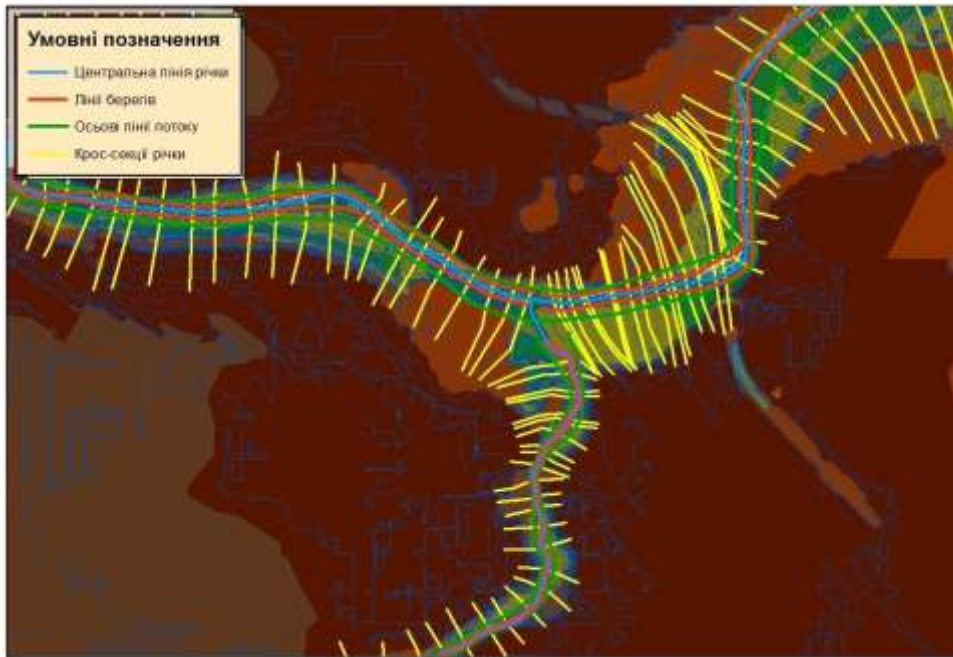 Умовні позначення
Центральна лінія річки
Лінії берегів
Осьові лінії потоку
Крос-секції річки